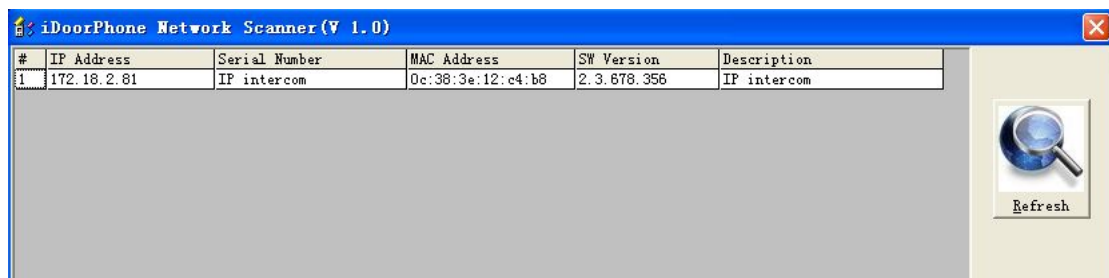 iDoorPhone Network Scanner(V 1.0)
# IP Address Serial Number MAC Address SW Version Description
1 172.18.2.81 IP intercom 0c:38:3e:12:c4:b8 2.3.678.356 IP intercom
Refresh